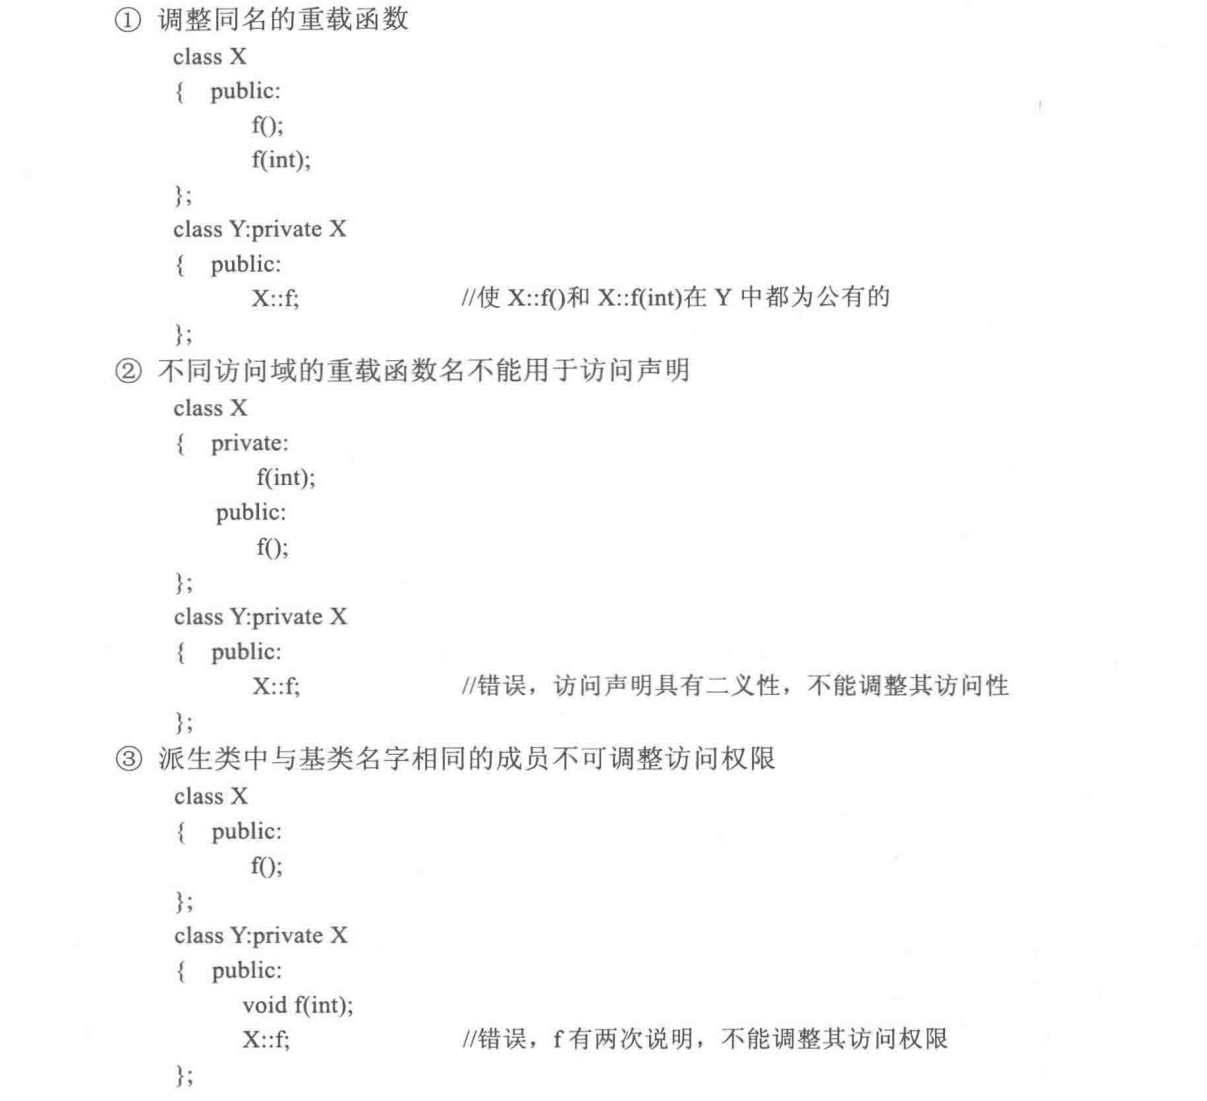 ① 调整同名的重载函数
class X
{ public:
f();
f(int);
};
class Y:private X
{ public:
X::f; //使 X::f()和 X::f(int)在 Y 中都为公有的
};
② 不同访问域的重载函数名不能用于访问声明
class X
{ private:
f(int);
public:
f();
};
class Y:private X
{ public:
X::f; //错误，访问声明具有二义性，不能调整其访问性
};
③ 派生类中与基类名字相同的成员不可调整访问权限
class X
{ public:
f();
};
class Y:private X
{ public:
void f(int);
X::f; //错误，f 有两次说明，不能调整其访问权限
};